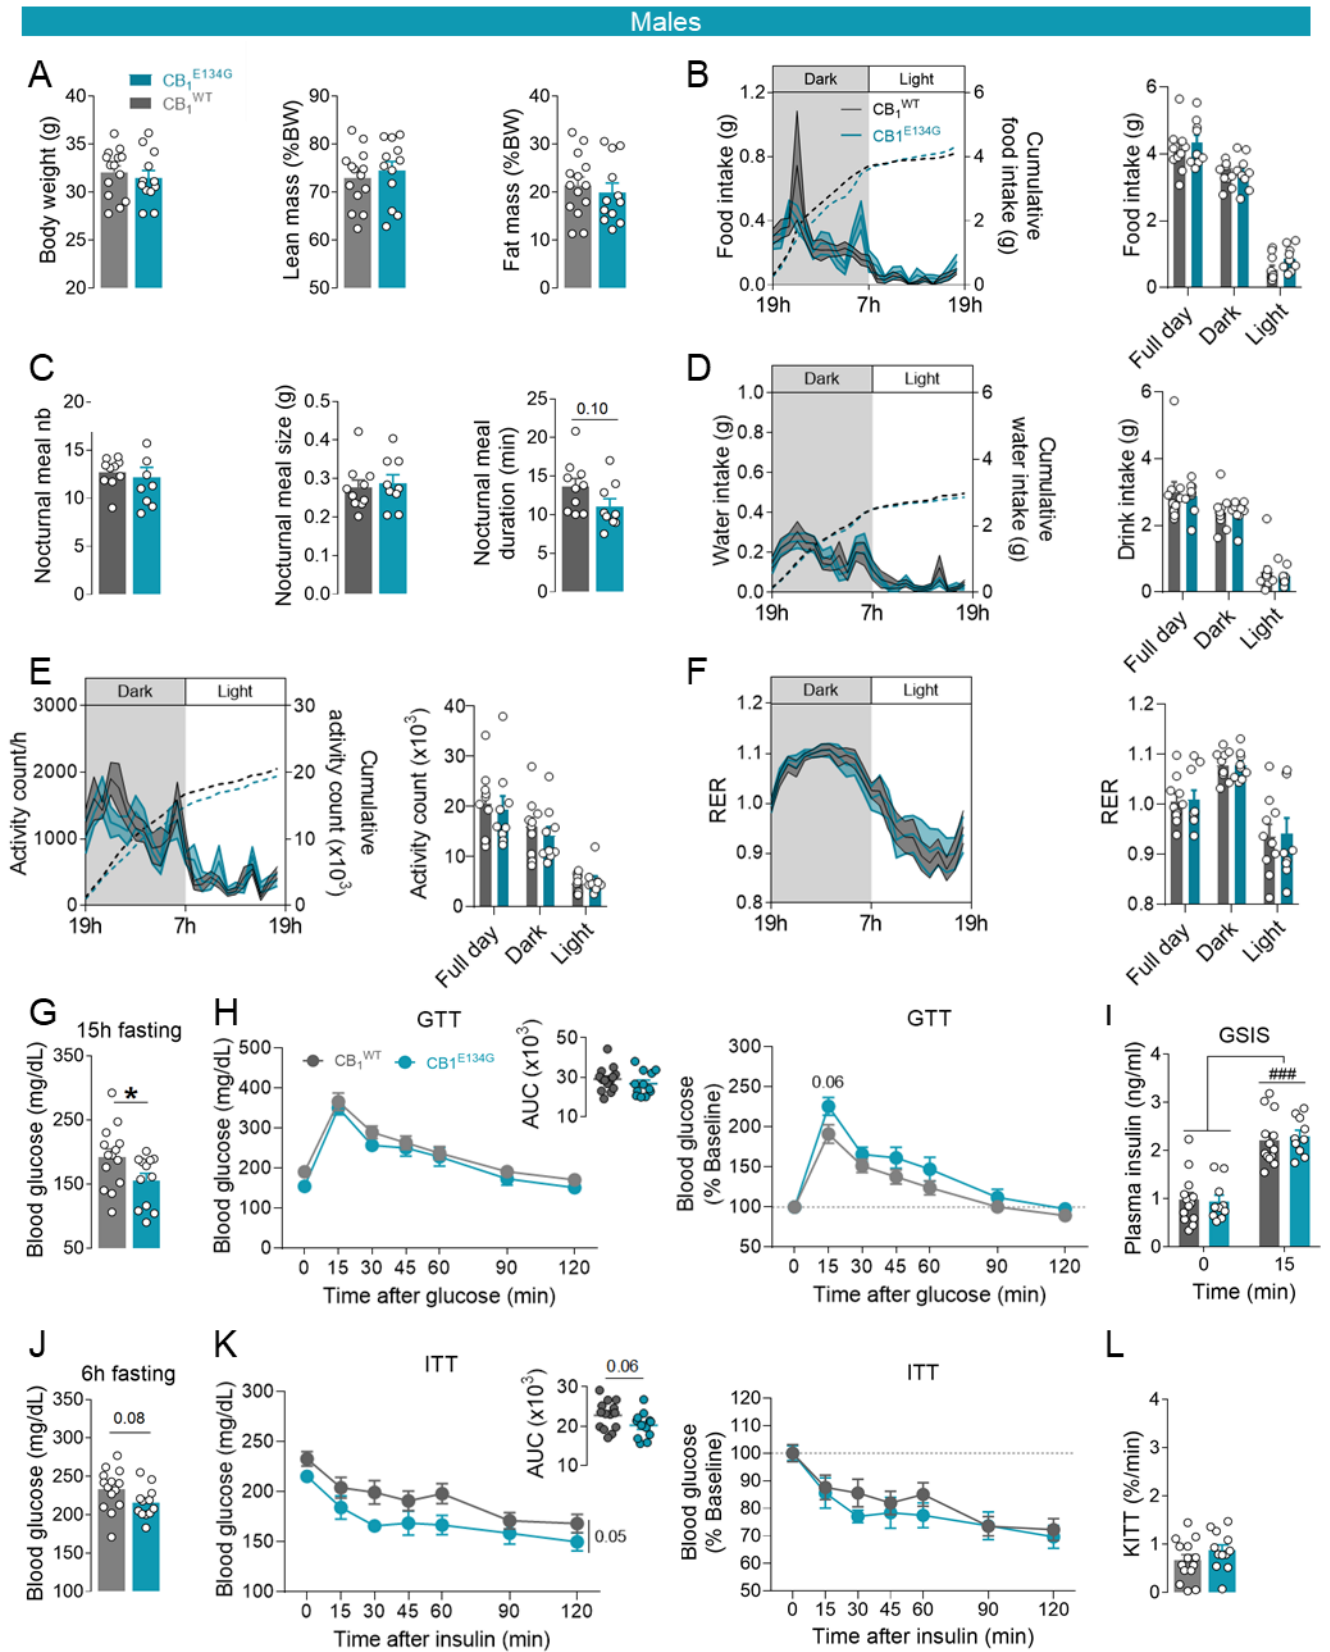 Males
A
CB1E134G
CB1WT
Body weight (g)
40
35
30
25
20
Lean mass (%BW)
90
80
70
60
50
Fat mass (%BW)
40
30
20
10
0
B
Dark
Light
CB1WT
CB1E134G
Food intake (g)
1.2
0.8
0.4
0.0
19h
7h
19h
6
4
2
0
Cumulative
food intake (g)
Food intake (g)
6
4
2
0
Full day
Dark
Light
C
Nocturnal meal nb
20
15
10
5
0
Nocturnal meal size (g)
0.5
0.4
0.3
0.2
0.1
0.0
Nocturnal meal
duration (min)
25
20
15
10
5
0
0.10
D
Dark
Light
Water intake (g)
1.0
0.8
0.6
0.4
0.2
0.0
19h
7h
19h
6
4
2
0
Cumulative
water intake (g)
Drink intake (g)
6
4
2
0
Full day
Dark
Light
E
Dark
Light
Activity count/h
3000
2000
1000
0
19h
7h
19h
30
20
10
0
Cumulative
activity count (x10³)
Activity count (x10³)
40
30
20
10
0
Full day
Dark
Light
F
Dark
Light
RER
1.2
1.1
1.0
0.9
0.8
19h
7h
19h
RER
1.2
1.1
1.0
0.9
0.8
Full day
Dark
Light
G
15h fasting
Blood glucose (mg/dL)
350
250
150
50
*
H
GTT
Blood glucose (mg/dL)
500
400
300
200
100
0
CB1WT
CB1E134G
0 15 30 45 60 90 120
Time after glucose (min)
AUC (x10³)
50
30
10
GTT
Blood glucose
(% Baseline)
300
250
200
150
100
50
0.06
0 15 30 45 60 90 120
Time after glucose (min)
I
GSIS
Plasma insulin (ng/ml)
4
3
2
1
0
###
0 15
Time (min)
J
6h fasting
Blood glucose (mg/dL)
350
300
250
200
150
100
0.08
K
ITT
Blood glucose (mg/dL)
300
250
200
150
100
0.05
0 15 30 45 60 90 120
Time after insulin (min)
AUC (x10³)
30
20
10
0.06
ITT
Blood glucose
(% Baseline)
120
110
100
90
80
70
60
50
0 15 30 45 60 90 120
Time after insulin (min)
L
KITT (%/min)
4
3
2
1
0